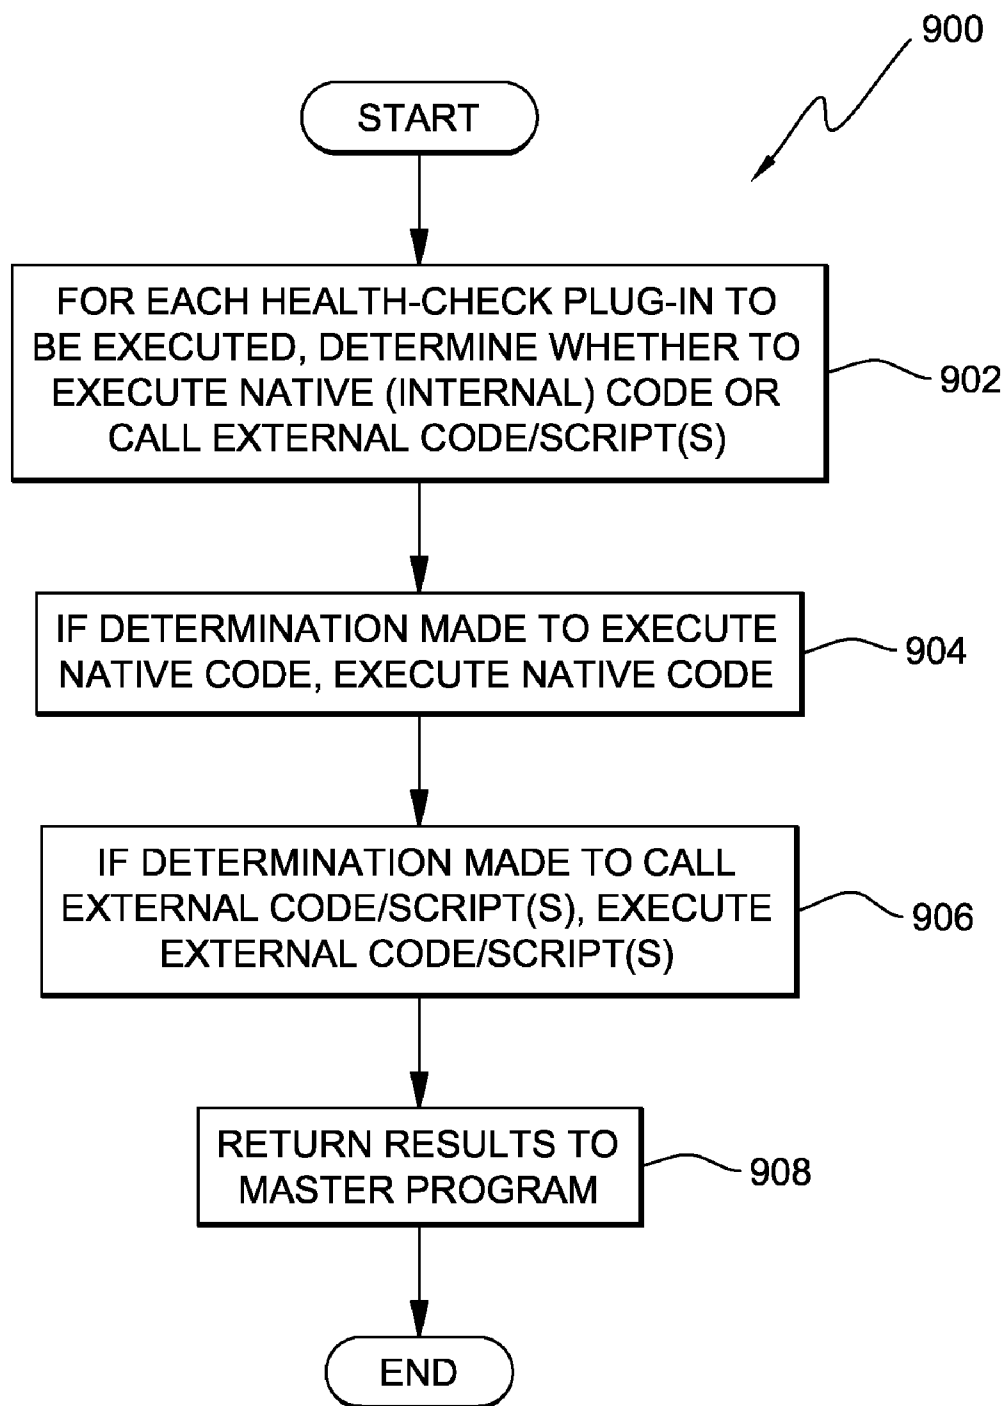 900
START
FOR EACH HEALTH-CHECK PLUG-IN TO
BE EXECUTED, DETERMINE WHETHER TO
EXECUTE NATIVE (INTERNAL) CODE OR
CALL EXTERNAL CODE/SCRIPT(S)
902
IF DETERMINATION MADE TO EXECUTE
NATIVE CODE, EXECUTE NATIVE CODE
904
IF DETERMINATION MADE TO CALL
EXTERNAL CODE/SCRIPT(S), EXECUTE
EXTERNAL CODE/SCRIPT(S)
906
RETURN RESULTS TO
MASTER PROGRAM
908
END